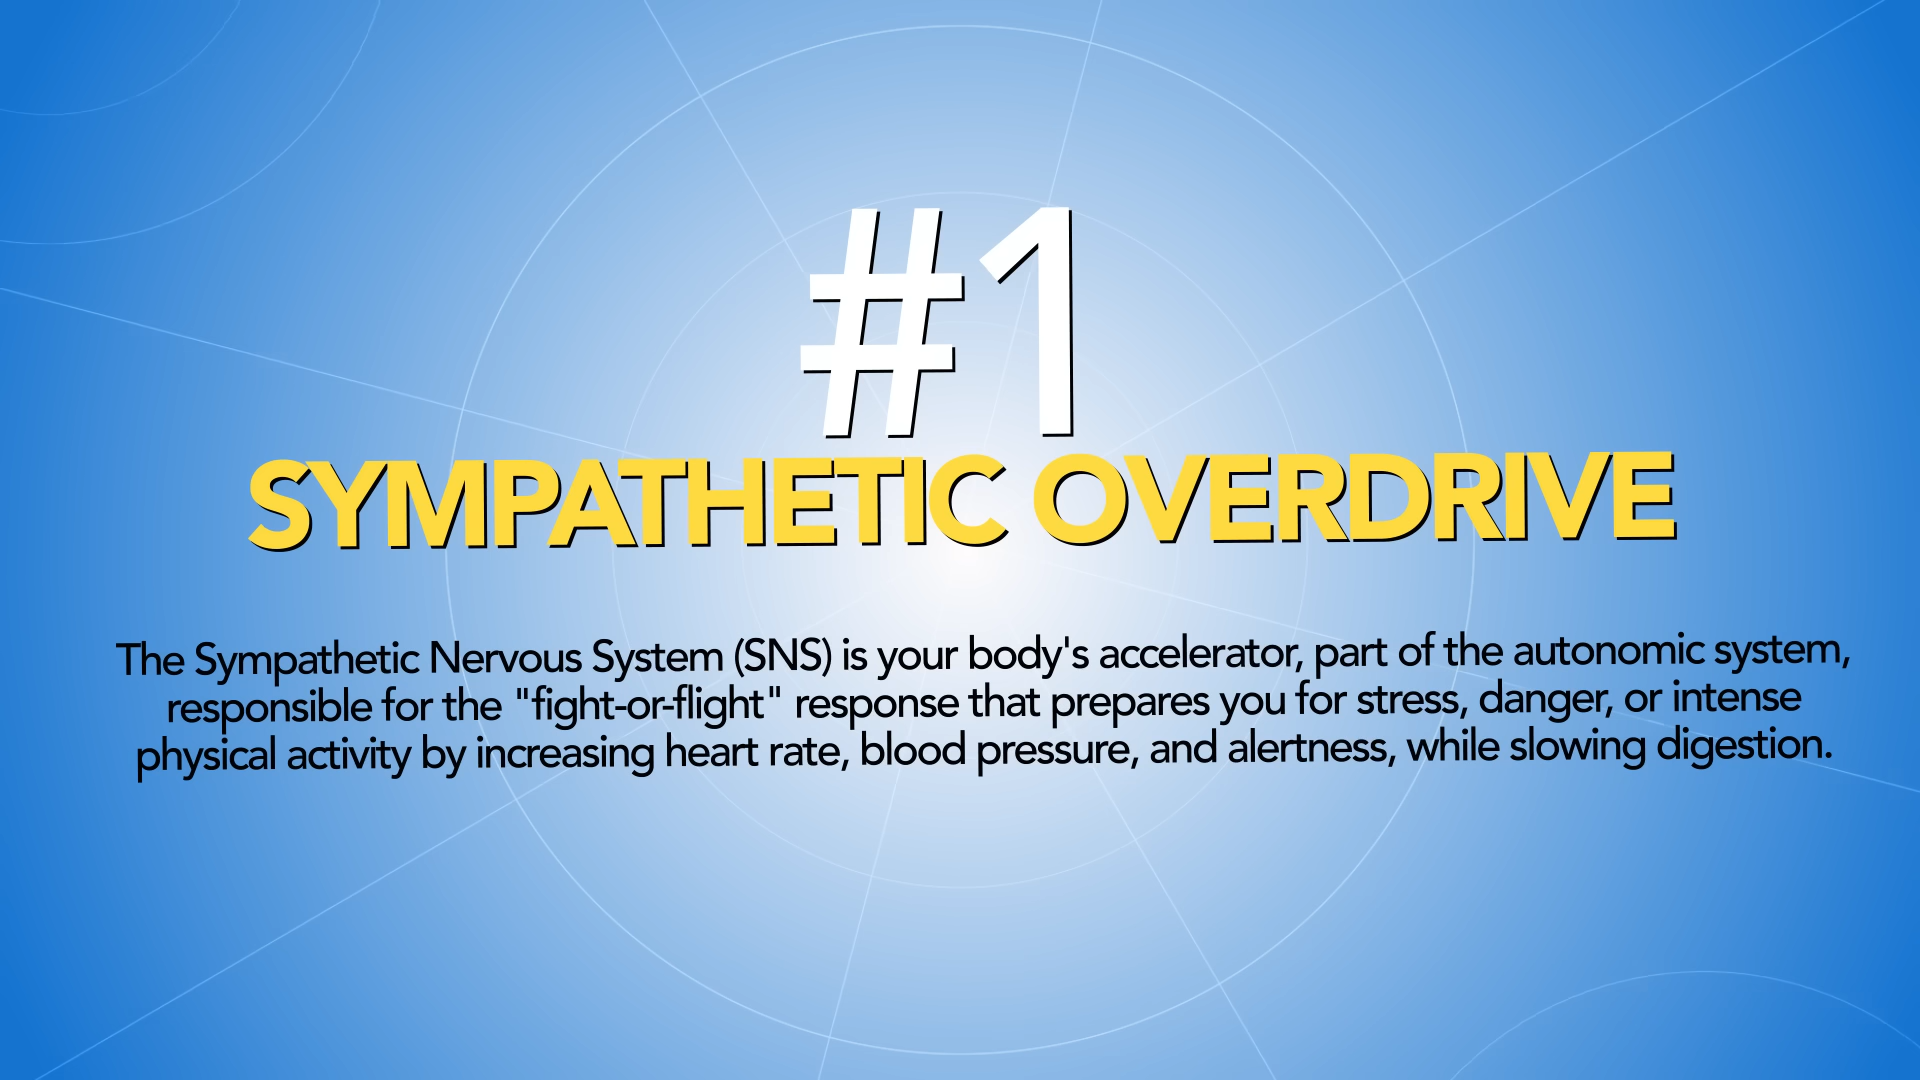 #1
SYMPATHETIC OVERDRIVE
The Sympathetic Nervous System (SNS) is your body's accelerator, part of the autonomic system,
responsible for the "fight-or-flight" response that prepares you for stress, danger, or intense
physical activity by increasing heart rate, blood pressure, and alertness, while slowing digestion.